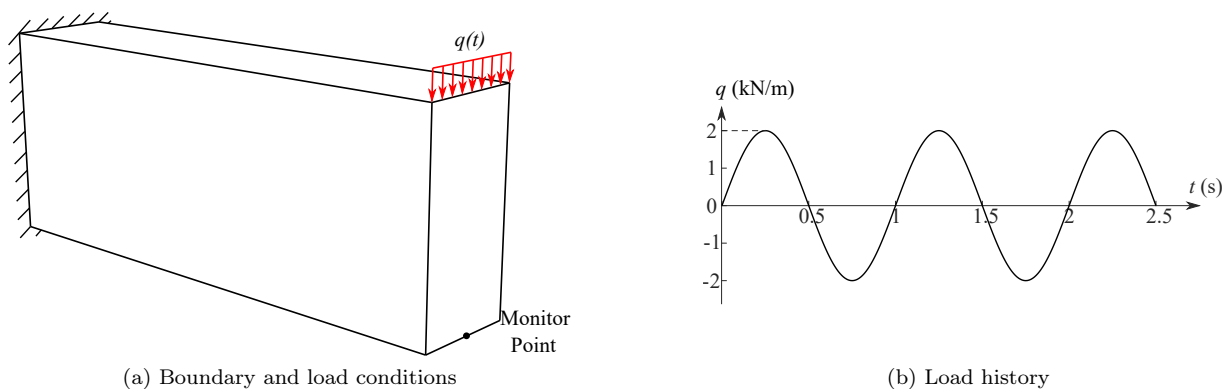 q(t)
Monitor
Point
(a) Boundary and load conditions
q (kN/m)
2
1
0
-1
-2
0.5
1
1.5
2
2.5
t (s)
(b) Load history